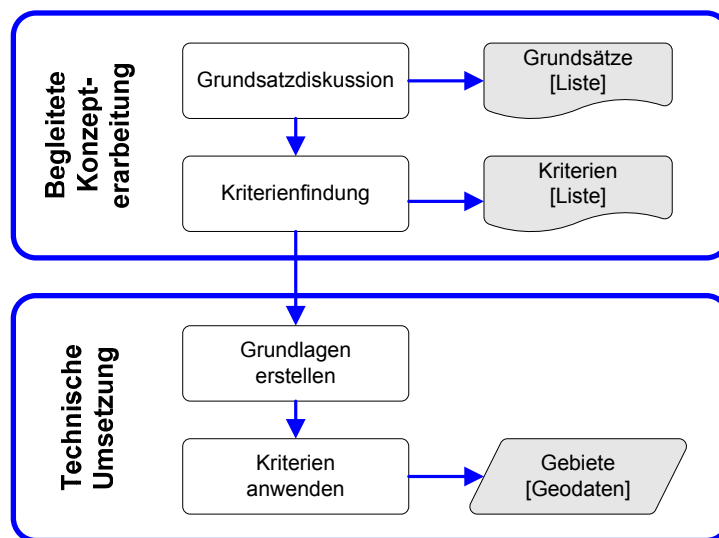 Begleitete
Konzept-
erarbeitung
Grundsatzdiskussion
Grundsätze
[Liste]
Kriterienfindung
Kriterien
[Liste]
Technische
Umsetzung
Grundlagen
erstellen
Kriterien
anwenden
Gebiete
[Geodaten]